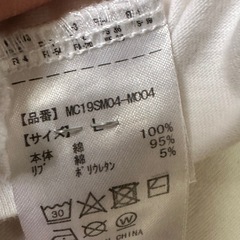 【品番】 MC19SM04-M004
【サイズ】 L
本体 綿 100%
リブ 綿 95%
ポリウレタン 5%
30
W
CHINA